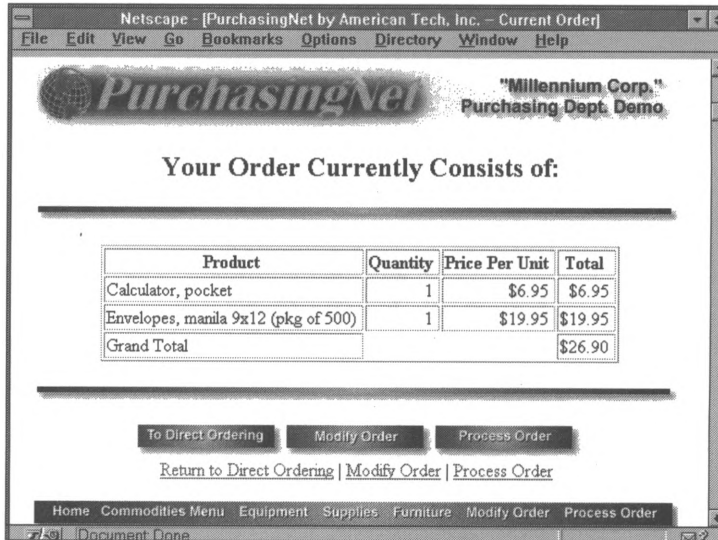 Netscape - [PurchasingNet by American Tech, Inc. – Current Order]
File Edit View Go Bookmarks Options Directory Window Help
PurchasingNet
"Millennium Corp."
Purchasing Dept. Demo
Your Order Currently Consists of:
Product Quantity Price Per Unit Total
Calculator, pocket 1 $6.95 $6.95
Envelopes, manila 9x12 (pkg of 500) 1 $19.95 $19.95
Grand Total $26.90
To Direct Ordering Modify Order Process Order
Return to Direct Ordering | Modify Order | Process Order
Home Commodities Menu Equipment Supplies Furniture Modify Order Process Order
Document Done